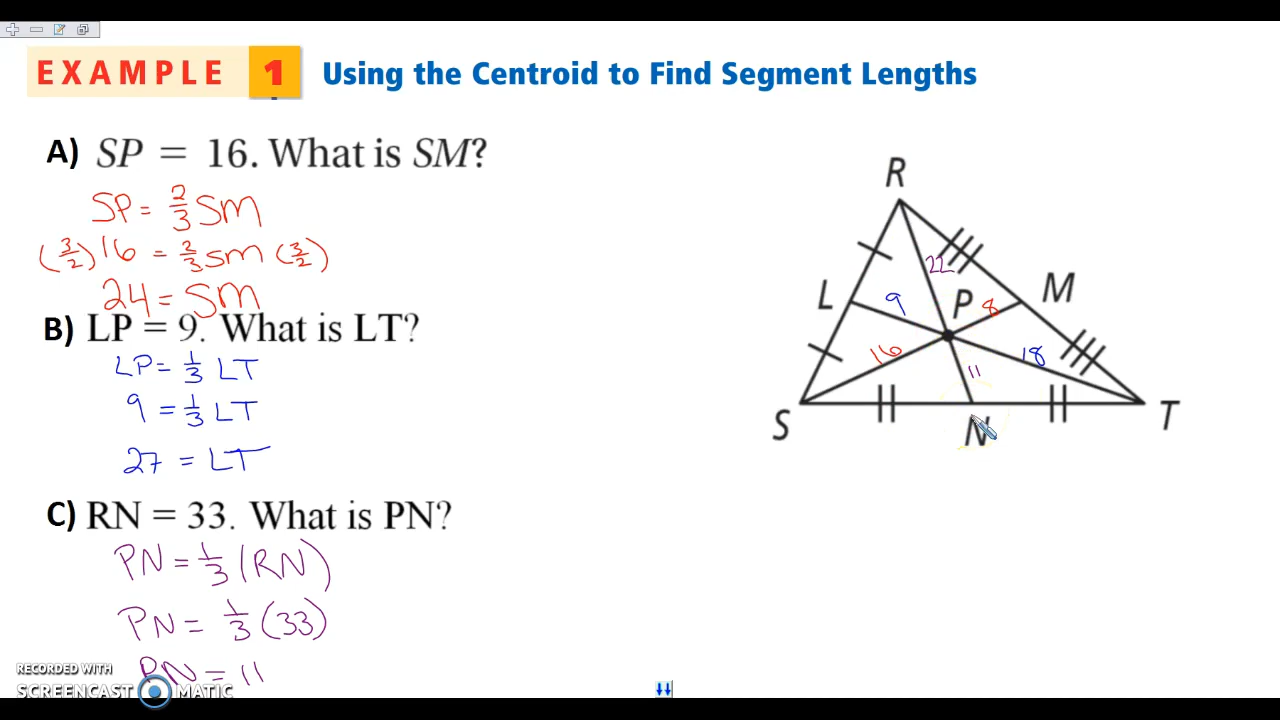 EXAMPLE 1 Using the Centroid to Find Segment Lengths
A) SP = 16. What is SM?
SP = 2/3 SM
(3/2) 16 = 2/3 SM (3/2)
24 = SM
B) LP = 9. What is LT?
LP = 1/3 LT
9 = 1/3 LT
27 = LT
C) RN = 33. What is PN?
PN = 1/3 (RN)
PN = 1/3 (33)
PN = 11
R
22
L 9 P 8 M
16 18
11
S N T
RECORDED WITH
SCREENCAST MATIC